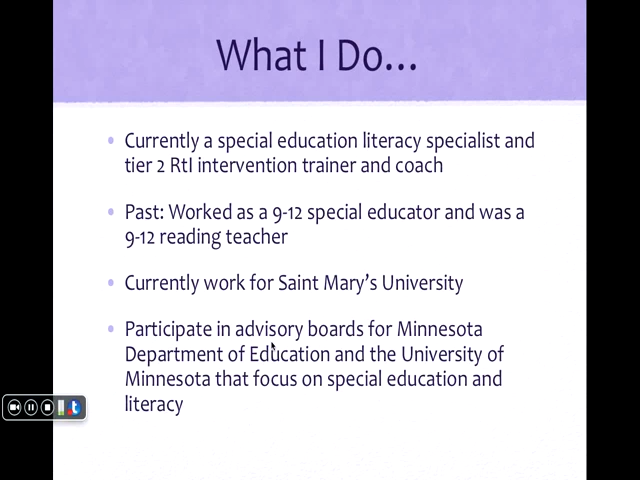 What I Do...
• Currently a special education literacy specialist and
tier 2 RtI intervention trainer and coach
• Past: Worked as a 9-12 special educator and was a
9-12 reading teacher
• Currently work for Saint Mary's University
• Participate in advisory boards for Minnesota
Department of Education and the University of
Minnesota that focus on special education and
literacy